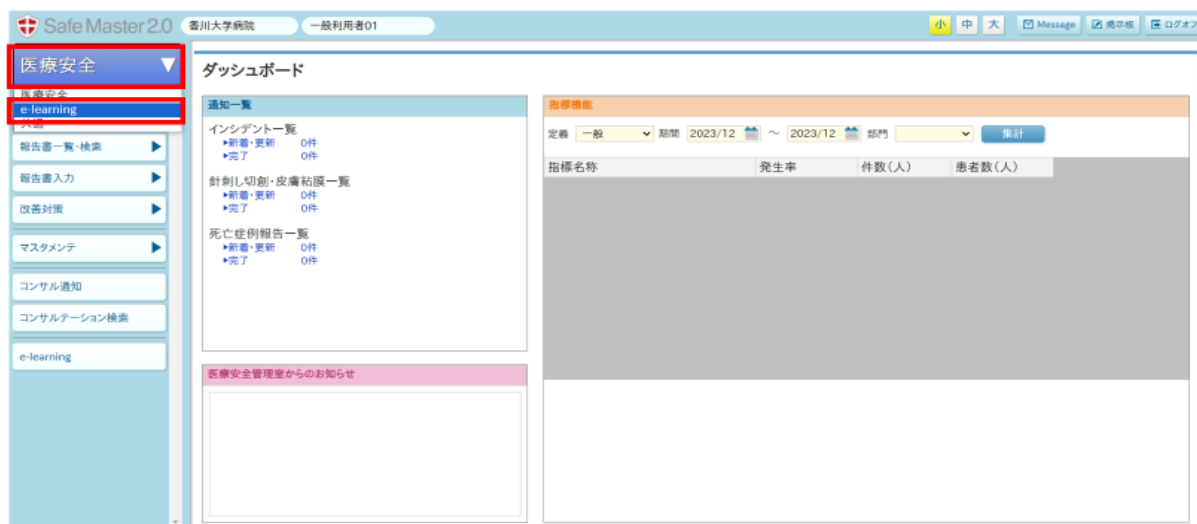 Safe Master 2.0 香川大学病院 一般利用者01 小 中 大 Message 掲示板 ログオフ
医療安全 ▼
医療安全
e-learning
共通
報告書一覧・検索 ▶
報告書入力 ▶
改善対策 ▶
マスタメンテ ▶
コンサル通知
コンサルテーション検索
e-learning
ダッシュボード
通知一覧
インシデント一覧
▶新着・更新 0件
▶完了 0件
針刺し切創・皮膚粘膜一覧
▶新着・更新 0件
▶完了 0件
死亡症例報告一覧
▶新着・更新 0件
▶完了 0件
医療安全管理室からのお知らせ
指標機能
定義 一般 期間 2023/12 ～ 2023/12 部門 集計
指標名称 発生率 件数(人) 患者数(人)